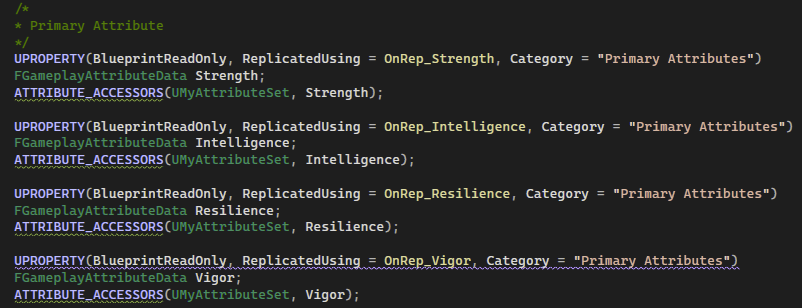 /*
* Primary Attribute
*/
UPROPERTY(BlueprintReadOnly, ReplicatedUsing = OnRep_Strength, Category = "Primary Attributes")
FGameplayAttributeData Strength;
ATTRIBUTE_ACCESSORS(UMyAttributeSet, Strength);
UPROPERTY(BlueprintReadOnly, ReplicatedUsing = OnRep_Intelligence, Category = "Primary Attributes")
FGameplayAttributeData Intelligence;
ATTRIBUTE_ACCESSORS(UMyAttributeSet, Intelligence);
UPROPERTY(BlueprintReadOnly, ReplicatedUsing = OnRep_Resilience, Category = "Primary Attributes")
FGameplayAttributeData Resilience;
ATTRIBUTE_ACCESSORS(UMyAttributeSet, Resilience);
UPROPERTY(BlueprintReadOnly, ReplicatedUsing = OnRep_Vigor, Category = "Primary Attributes")
FGameplayAttributeData Vigor;
ATTRIBUTE_ACCESSORS(UMyAttributeSet, Vigor);